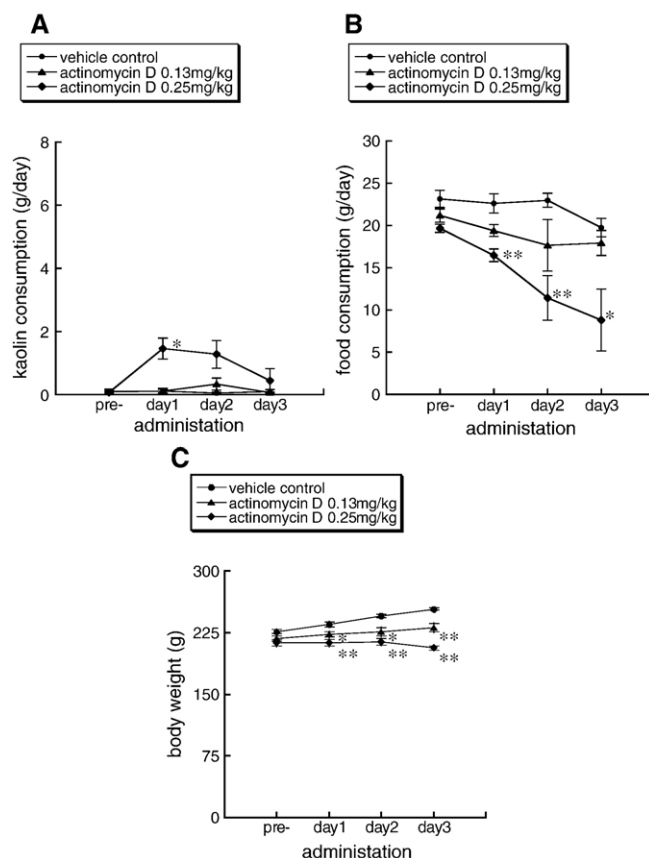 A
vehicle control
actinomycin D 0.13mg/kg
actinomycin D 0.25mg/kg
8
6
4
2
0
kaolin consumption (g/day)
pre- day1 day2 day3
administation
*
B
vehicle control
actinomycin D 0.13mg/kg
actinomycin D 0.25mg/kg
30
25
20
15
10
5
0
food consumption (g/day)
pre- day1 day2 day3
administation
**
**
*
C
vehicle control
actinomycin D 0.13mg/kg
actinomycin D 0.25mg/kg
300
225
150
75
0
body weight (g)
pre- day1 day2 day3
administation
* * **
** ** **